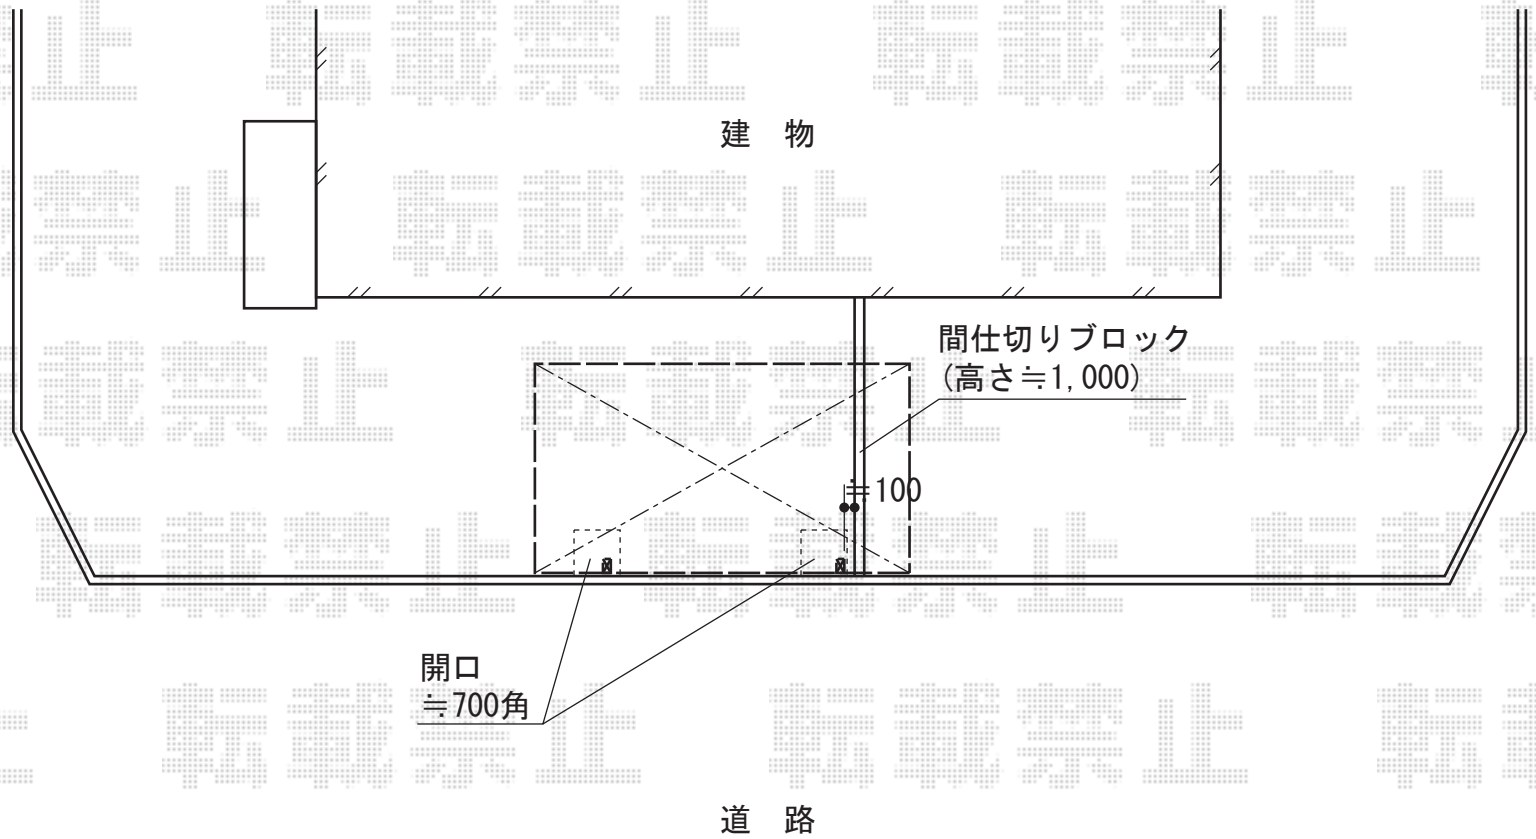 建 物
間仕切りブロック
(高さ≒1,000)
≒100
開口
≒700角
道 路
転載禁止